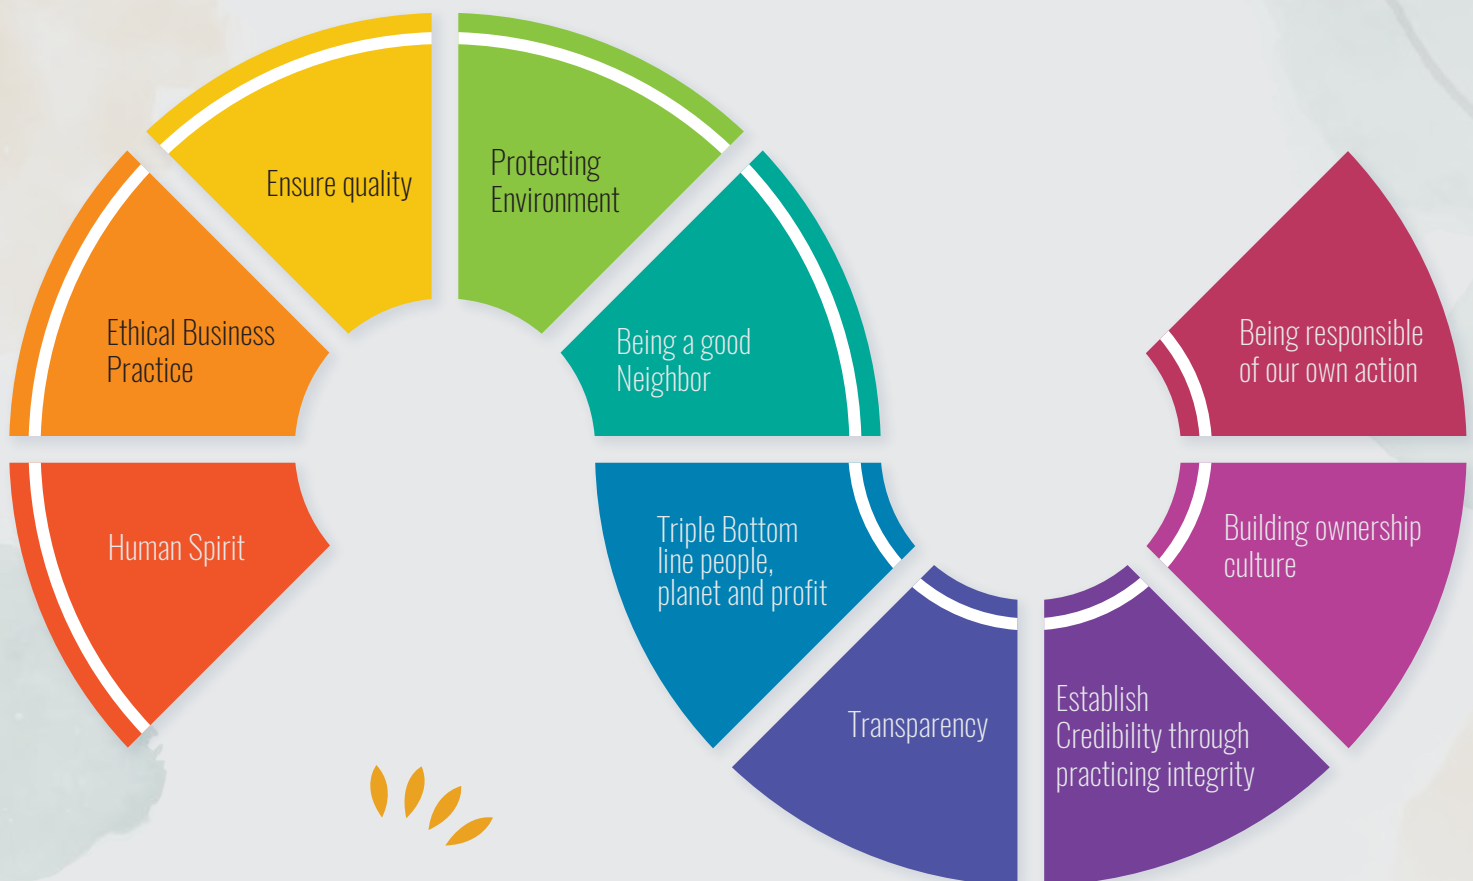 Human Spirit
Ethical Business
Practice
Ensure quality
Protecting
Environment
Being a good
Neighbor
Triple Bottom
line people,
planet and profit
Transparency
Establish
Credibility through
practicing integrity
Building ownership
culture
Being responsible
of our own action